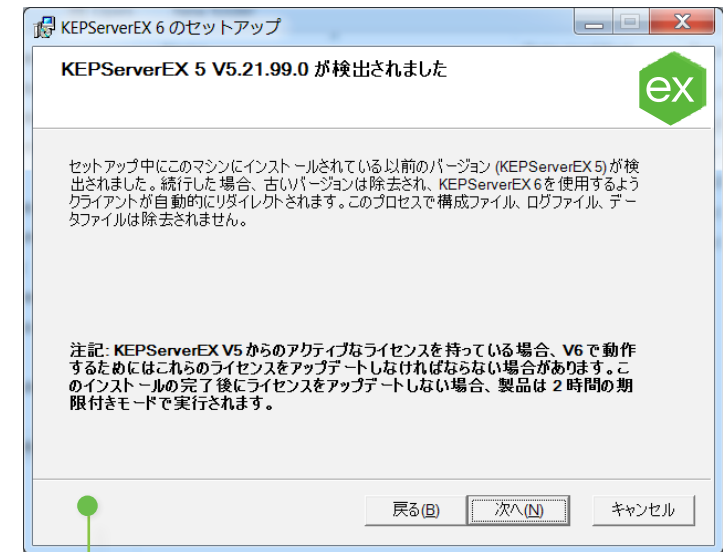 KEPServerEX 6 のセットアップ
KEPServerEX 5 V5.21.99.0 が検出されました
ex
セットアップ中にこのマシンにインストールされている以前のバージョン (KEPServerEX 5) が検
出されました。続行した場合、古いバージョンは除去され、KEPServerEX 6 を使用するよう
クライアントが自動的にリダイレクトされます。このプロセスで構成ファイル、ログファイル、デー
タファイルは除去されません。
注記: KEPServerEX V5 からのアクティブなライセンスを持っている場合、V6 で動作
するためにはこれらのライセンスをアップデートしなければならない場合があります。こ
のインストールの完了後にライセンスをアップデートしない場合、製品は 2 時間の期
限付きモードで実行されます。
戻る(B) 次へ(N) キャンセル